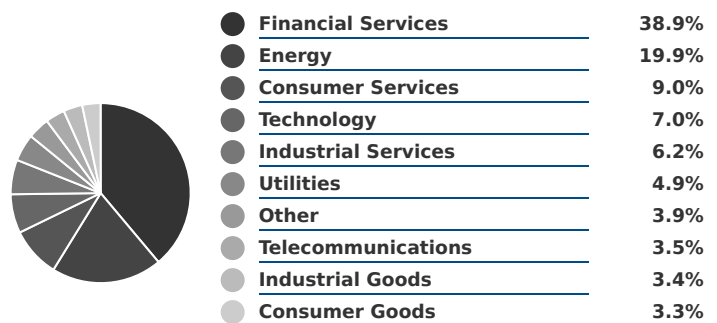 Financial Services 38.9%
Energy 19.9%
Consumer Services 9.0%
Technology 7.0%
Industrial Services 6.2%
Utilities 4.9%
Other 3.9%
Telecommunications 3.5%
Industrial Goods 3.4%
Consumer Goods 3.3%